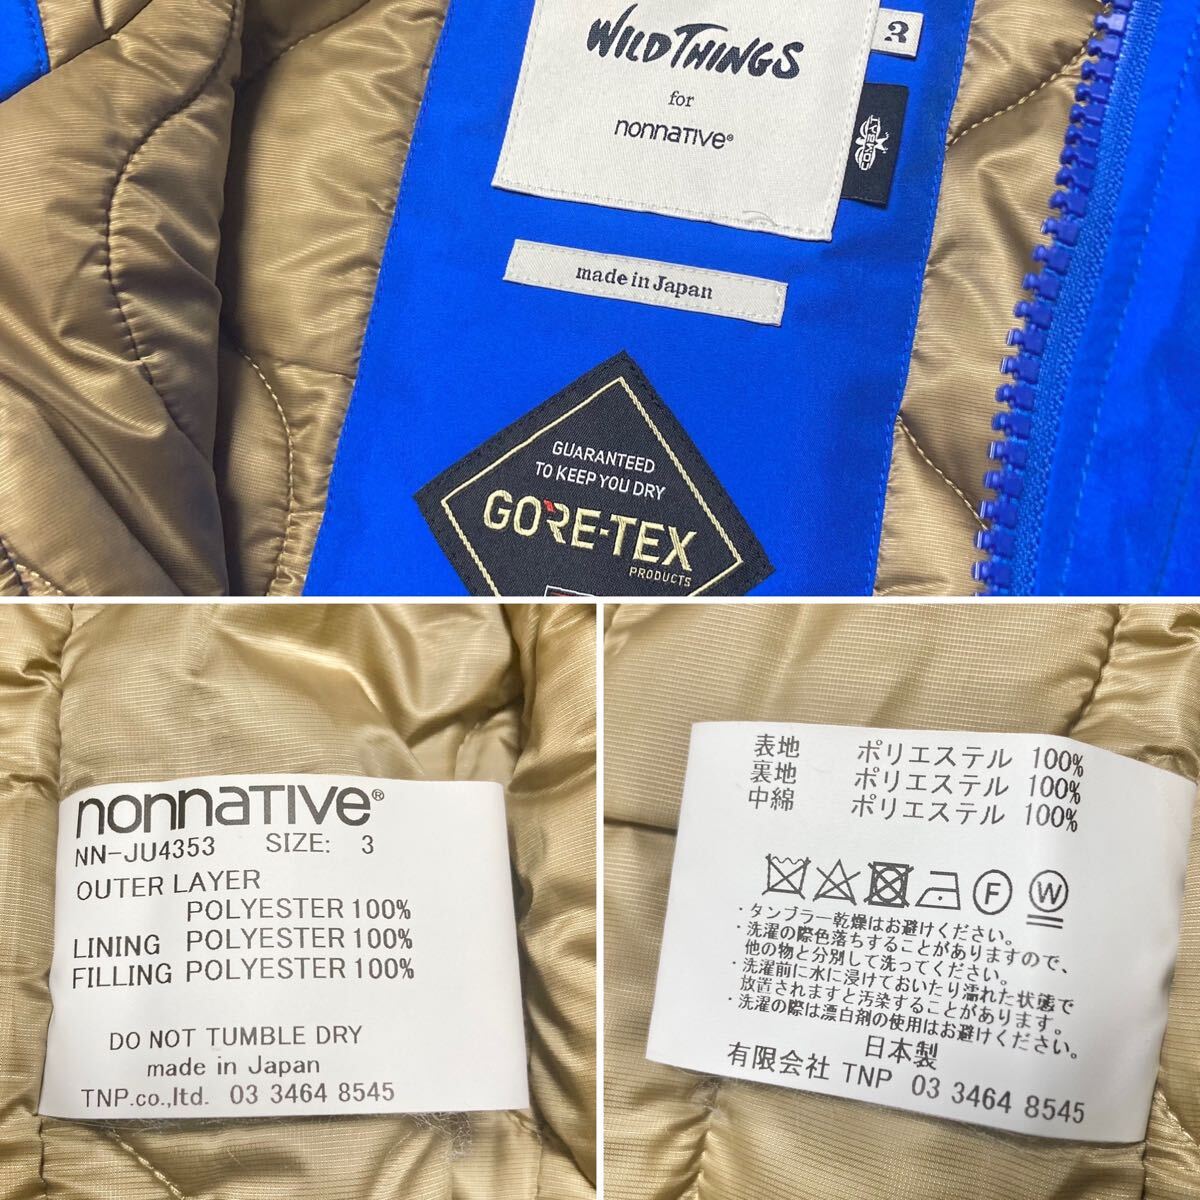 WILDTHINGS
for
nonnative®
3
COMBAT
made in Japan
GUARANTEED
TO KEEP YOU DRY
GORE-TEX
PRODUCTS
nonnative®
NN-JU4353 SIZE: 3
OUTER LAYER
POLYESTER 100%
LINING POLYESTER 100%
FILLING POLYESTER 100%
DO NOT TUMBLE DRY
made in Japan
TNP.co.,ltd. 03 3464 8545
表地 ポリエステル 100%
裏地 ポリエステル 100%
中綿 ポリエステル 100%
F W
・タンブラー乾燥はお避けください。
・洗濯の際色落ちすることがありますので、
他の物と分別して洗ってください。
・洗濯前に水に浸けておいたり濡れた状態で
放置されますと汚染することがあります。
・洗濯の際は漂白剤の使用はお避けください。
日本製
有限会社 TNP 03 3464 8545